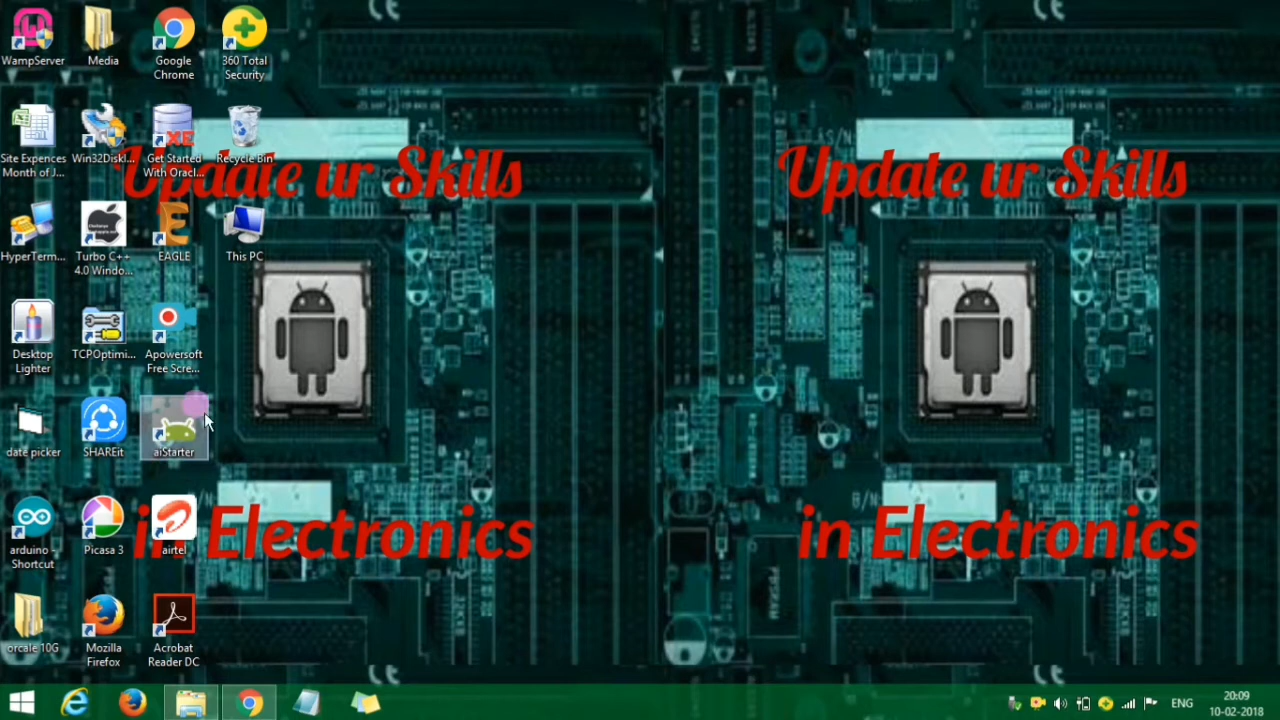 WampServer
Media
Google
Chrome
360 Total
Security
Site Expences
Month of J...
Win32DiskI...
XE
Get Started
With Oracl...
Recycle Bin
Update ur Skills
Update ur Skills
HyperTerm...
Turbo C++
4.0 Windo...
EAGLE
This PC
Desktop
Lighter
TCPOptimi...
Apowersoft
Free Scre...
date picker
SHAREit
aiStarter
arduino -
Shortcut
Picasa 3
airtel
in Electronics
in Electronics
orcale 10G
Mozilla
Firefox
Acrobat
Reader DC
ENG
20:09
10-02-2018